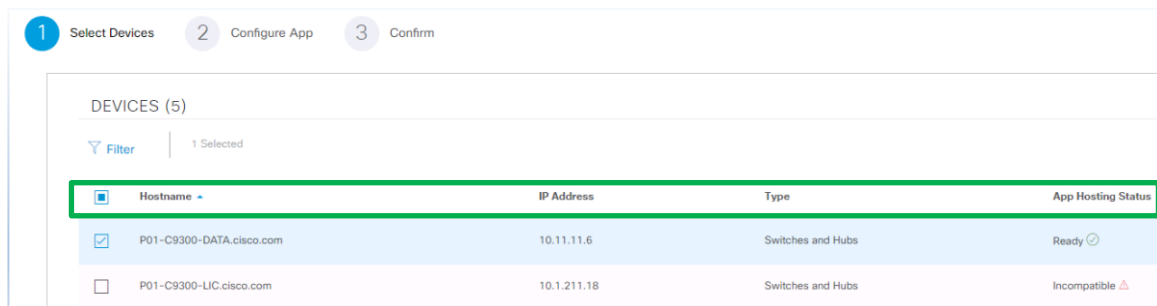 1 Select Devices 2 Configure App 3 Confirm
DEVICES (5)
Filter 1 Selected
Hostname IP Address Type App Hosting Status
P01-C9300-DATA.cisco.com 10.11.11.6 Switches and Hubs Ready
P01-C9300-LIC.cisco.com 10.1.211.18 Switches and Hubs Incompatible